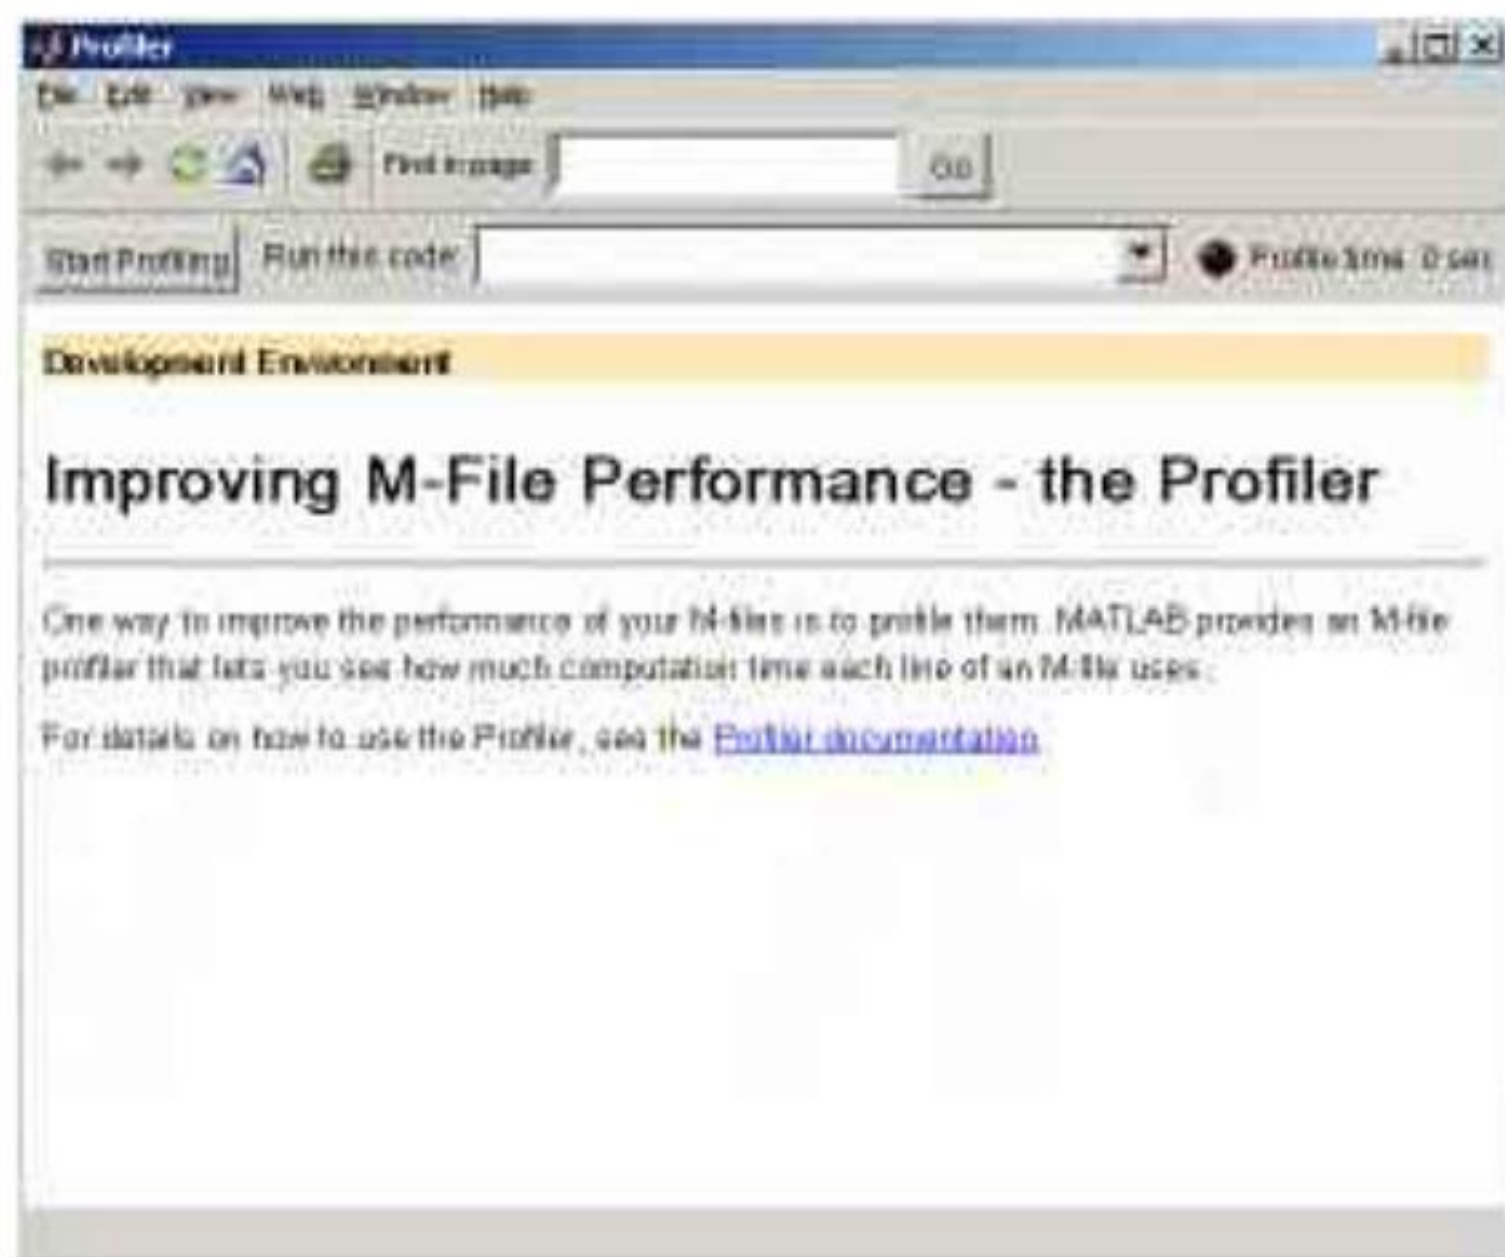 Profiler
File Edit View Web Window Help
Find in page: Go
Start Profiling Run this code: Profile time: 0 sec
Development Environment
Improving M-File Performance - the Profiler
One way to improve the performance of your M-files is to profile them. MATLAB provides an M-file
profiler that lets you see how much computation time each line of an M-file uses.
For details on how to use the Profiler, see the Profiler documentation.